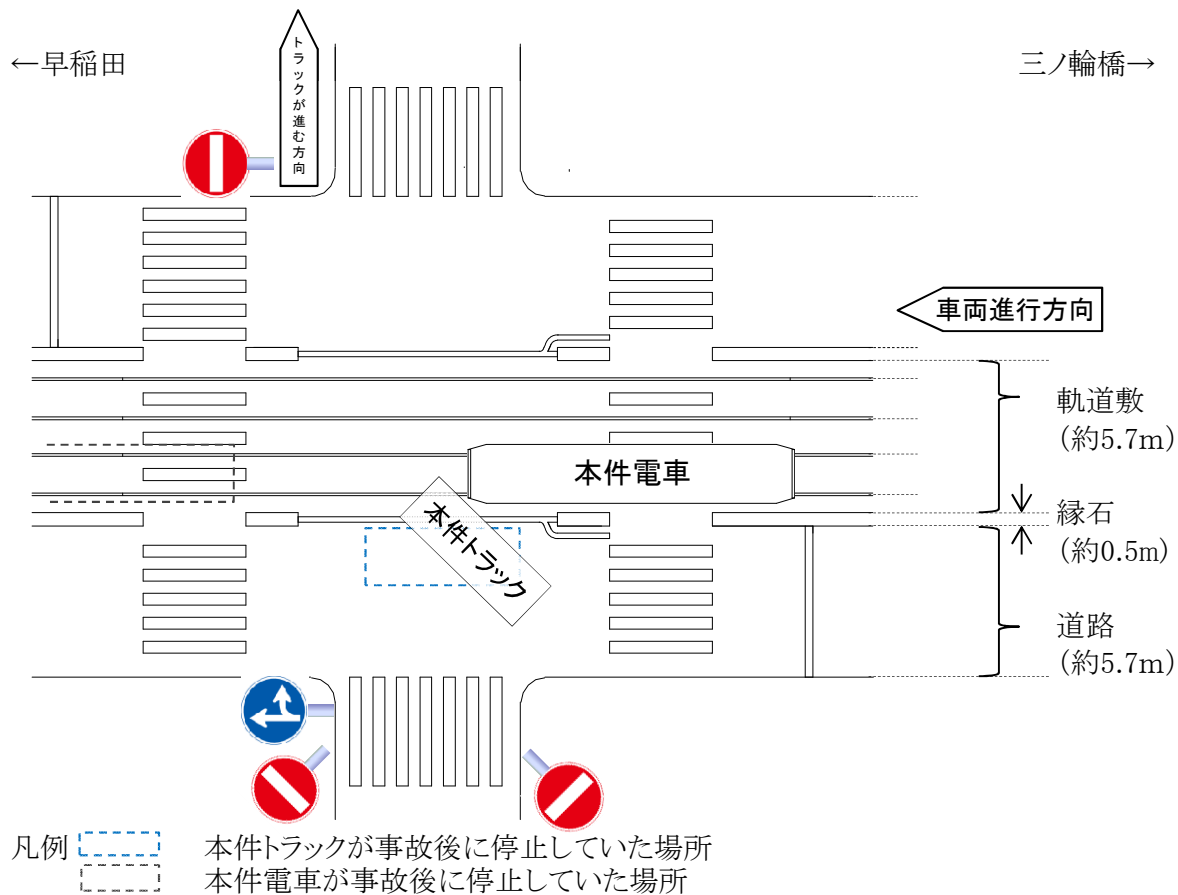 ←早稲田
トラックが進む方向
三ノ輪橋→
車両進行方向
軌道敷
(約5.7m)
本件電車
本件トラック
縁石
(約0.5m)
道路
(約5.7m)
凡例
本件トラックが事故後に停止していた場所
本件電車が事故後に停止していた場所